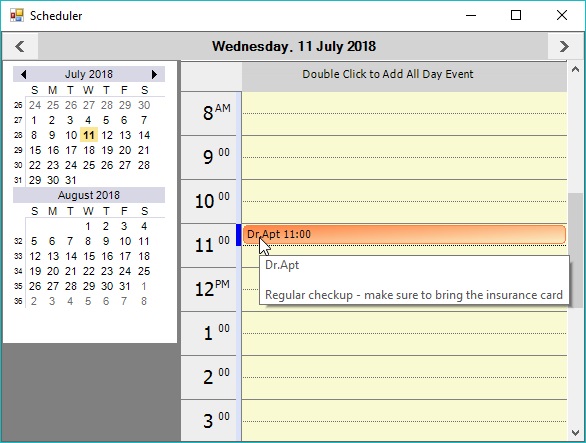 Scheduler
Wednesday, 11 July 2018
July 2018
S M T W T F S
26 24 25 26 27 28 29 30
27 1 2 3 4 5 6 7
28 8 9 10 11 12 13 14
29 15 16 17 18 19 20 21
30 22 23 24 25 26 27 28
31 29 30 31
August 2018
S M T W T F S
1 2 3 4
32 5 6 7 8 9 10 11
33 12 13 14 15 16 17 18
34 19 20 21 22 23 24 25
35 26 27 28 29 30 31 1
36 2 3 4 5 6 7 8
Double Click to Add All Day Event
8 AM
9 00
10 00
11 00
Dr.Apt 11:00
Dr.Apt
Regular checkup - make sure to bring the insurance card
12 PM
1 00
2 00
3 00